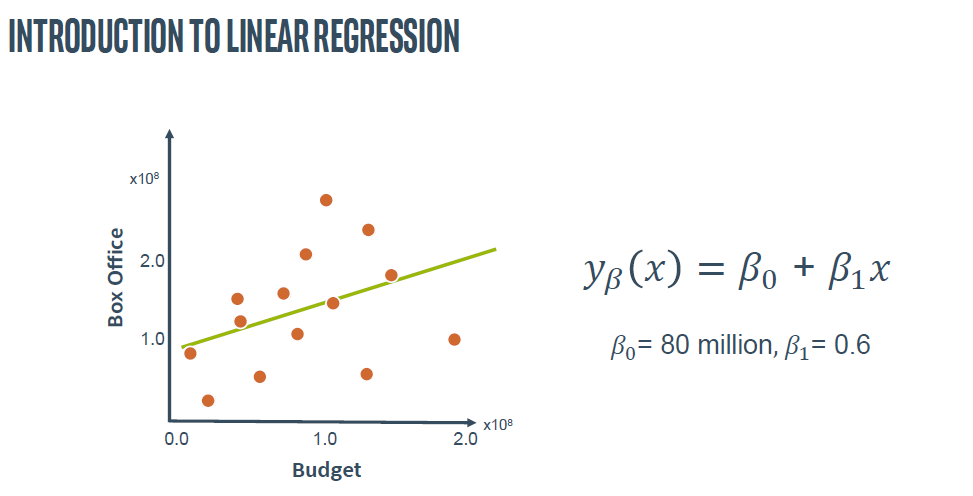 INTRODUCTION TO LINEAR REGRESSION
x10⁸
2.0
1.0
Box Office
0.0 1.0 2.0 x10⁸
Budget
𝑦ᵦ(𝑥) = 𝛽₀ + 𝛽₁𝑥
𝛽₀= 80 million, 𝛽₁= 0.6